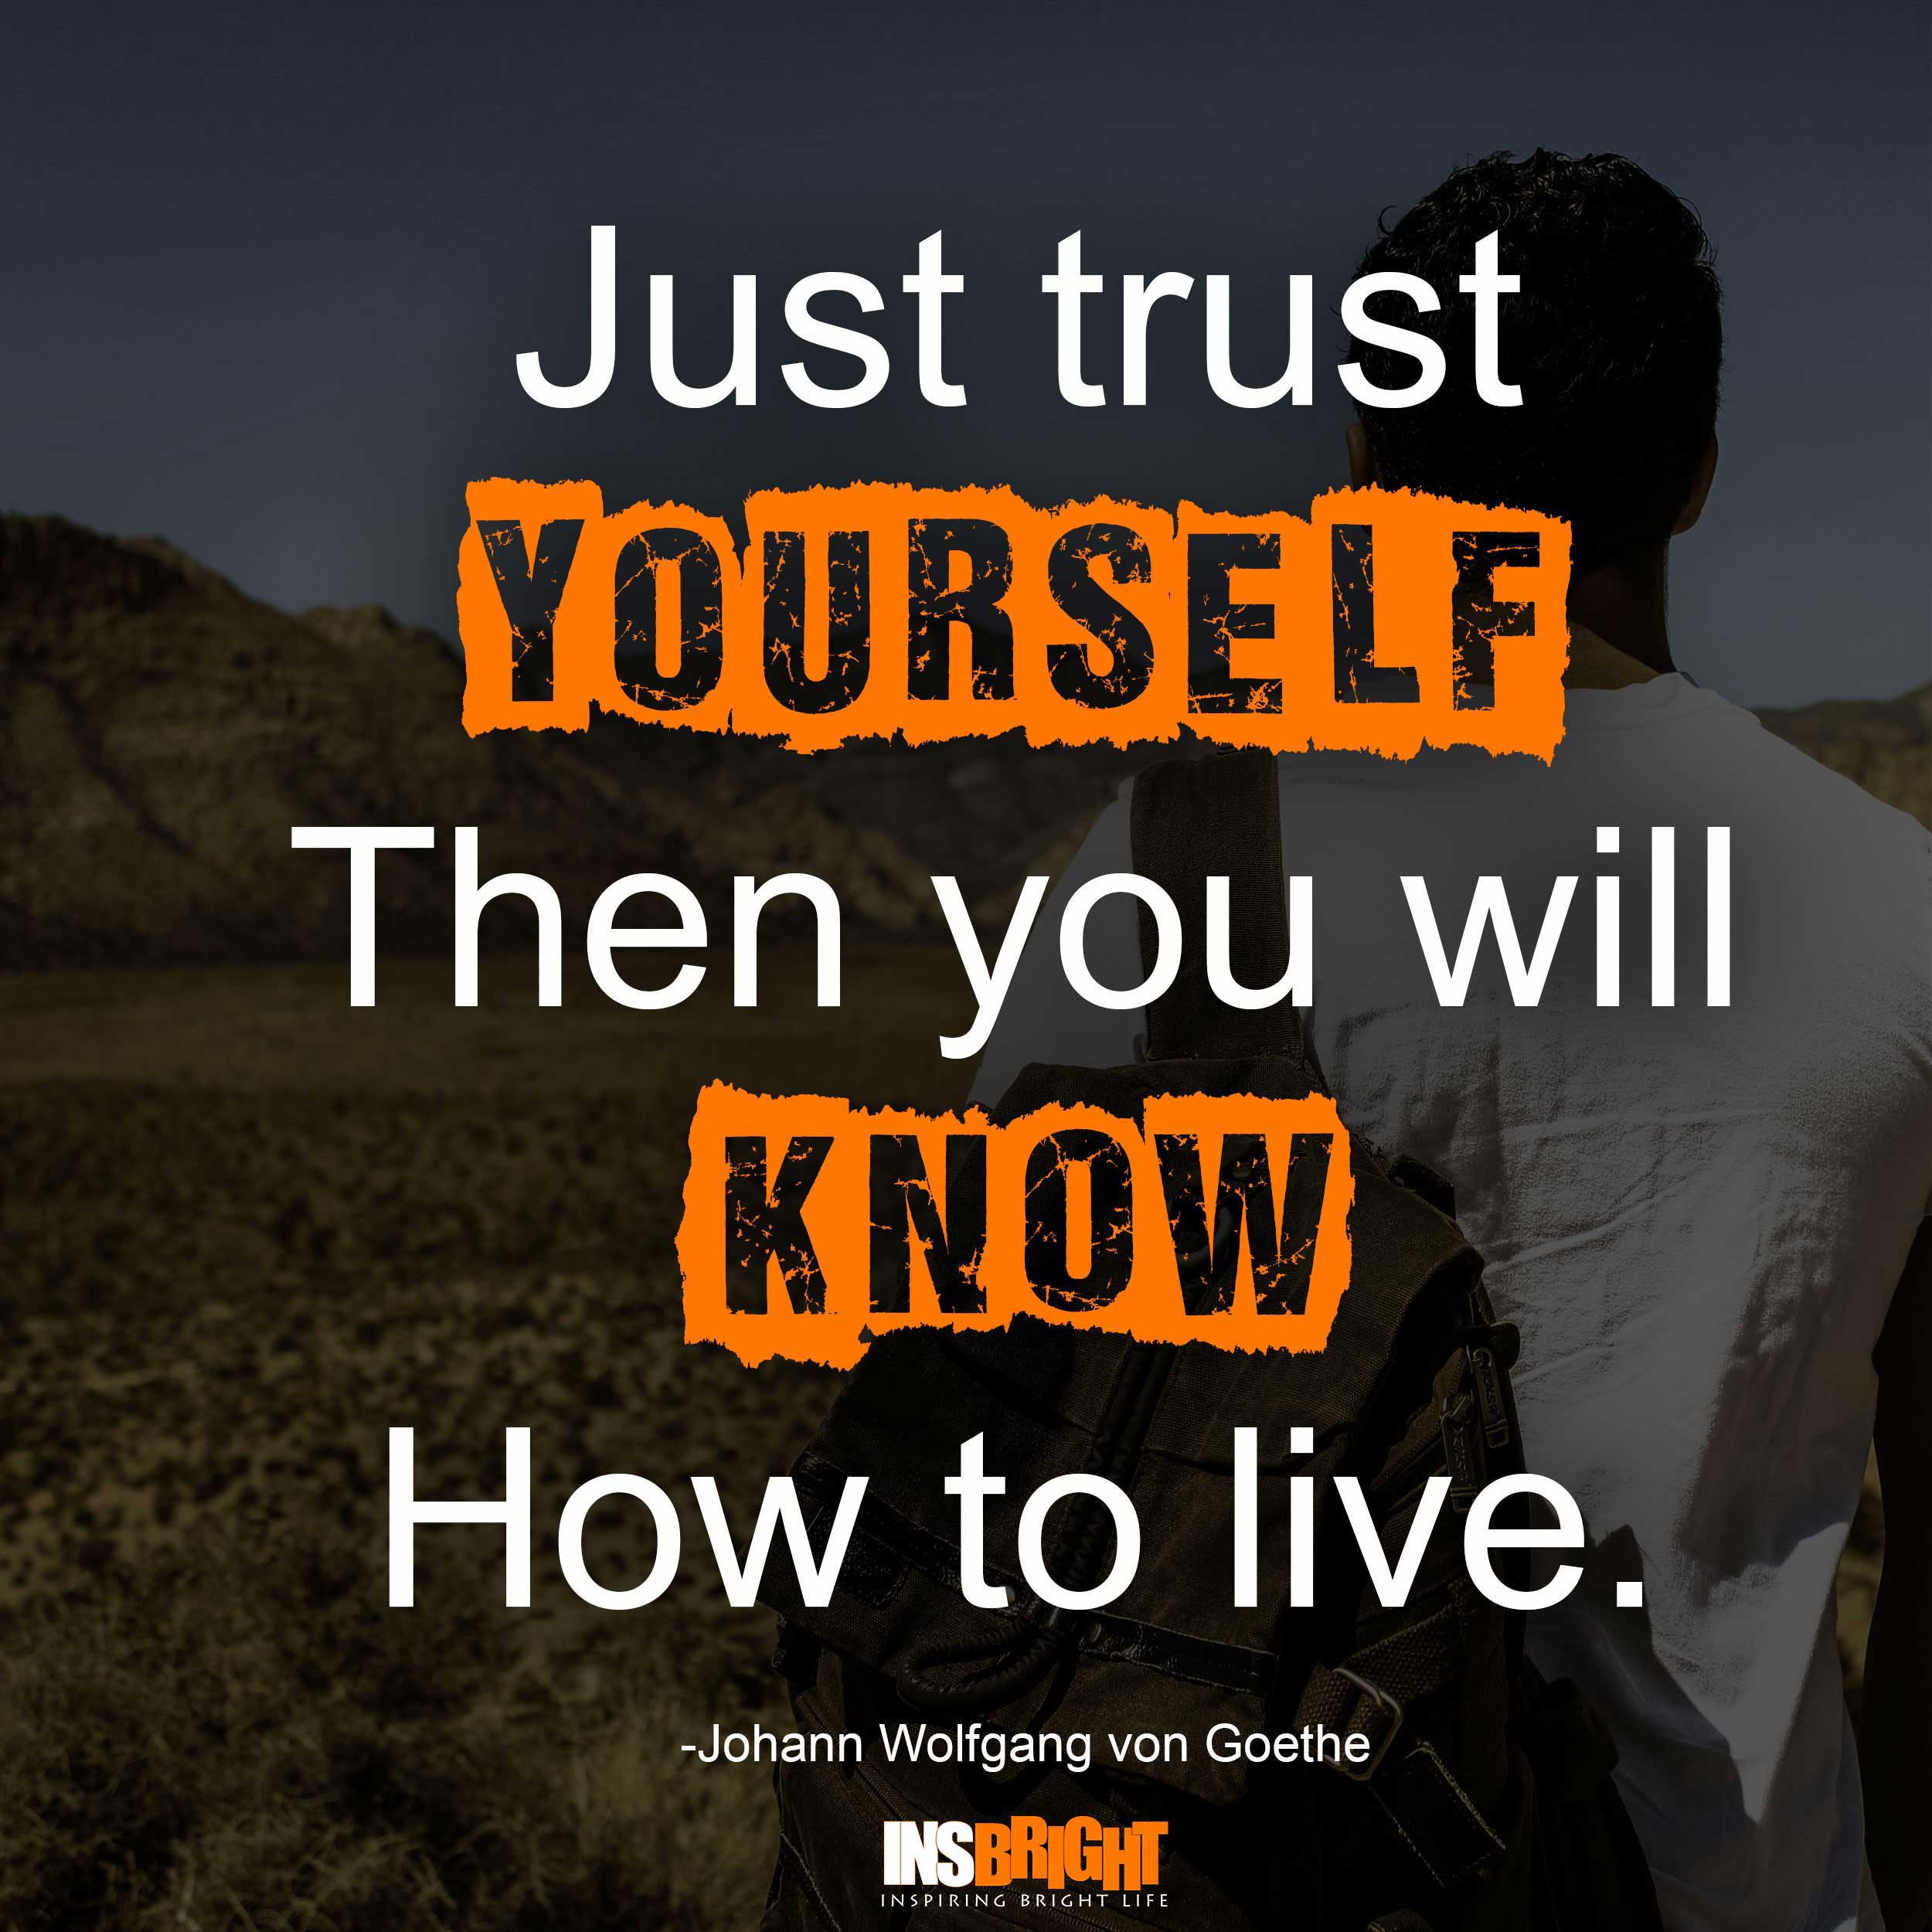 Just trust
YOURSELF
Then you will
KNOW
How to live.
-Johann Wolfgang von Goethe
INSBRIGHT
INSPIRING BRIGHT LIFE